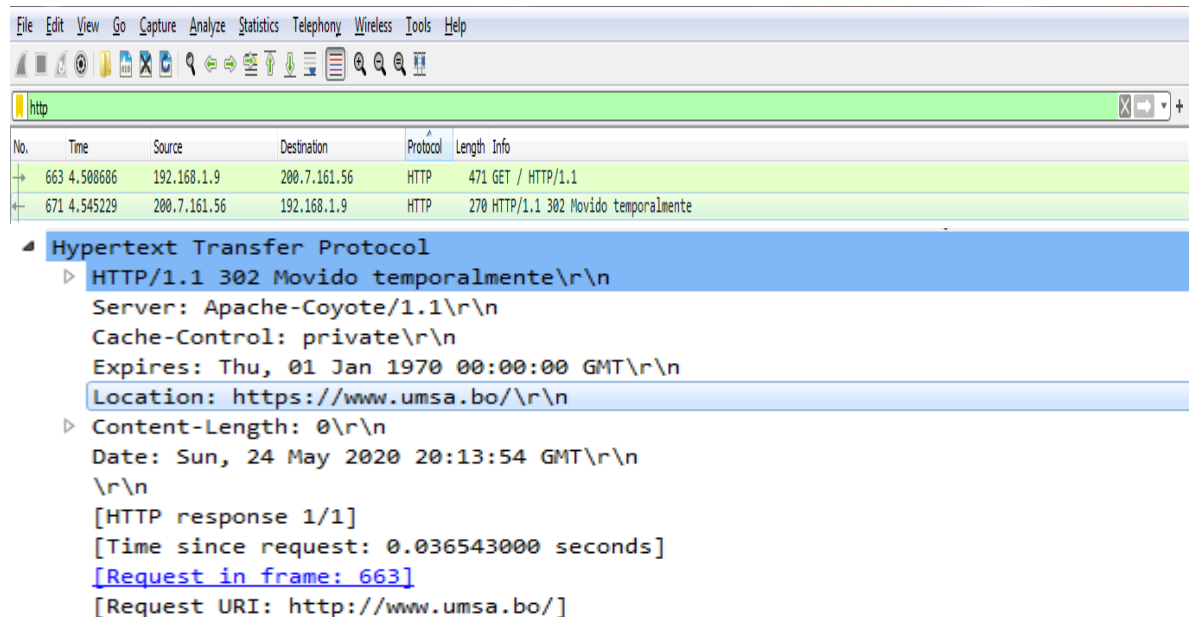 File Edit View Go Capture Analyze Statistics Telephony Wireless Tools Help
http
No. Time Source Destination Protocol Length Info
663 4.508686 192.168.1.9 200.7.161.56 HTTP 471 GET / HTTP/1.1
671 4.545229 200.7.161.56 192.168.1.9 HTTP 270 HTTP/1.1 302 Movido temporalmente
Hypertext Transfer Protocol
HTTP/1.1 302 Movido temporalmente\r\n
Server: Apache-Coyote/1.1\r\n
Cache-Control: private\r\n
Expires: Thu, 01 Jan 1970 00:00:00 GMT\r\n
Location: https://www.umsa.bo/\r\n
Content-Length: 0\r\n
Date: Sun, 24 May 2020 20:13:54 GMT\r\n
\r\n
[HTTP response 1/1]
[Time since request: 0.036543000 seconds]
[Request in frame: 663]
[Request URI: http://www.umsa.bo/]